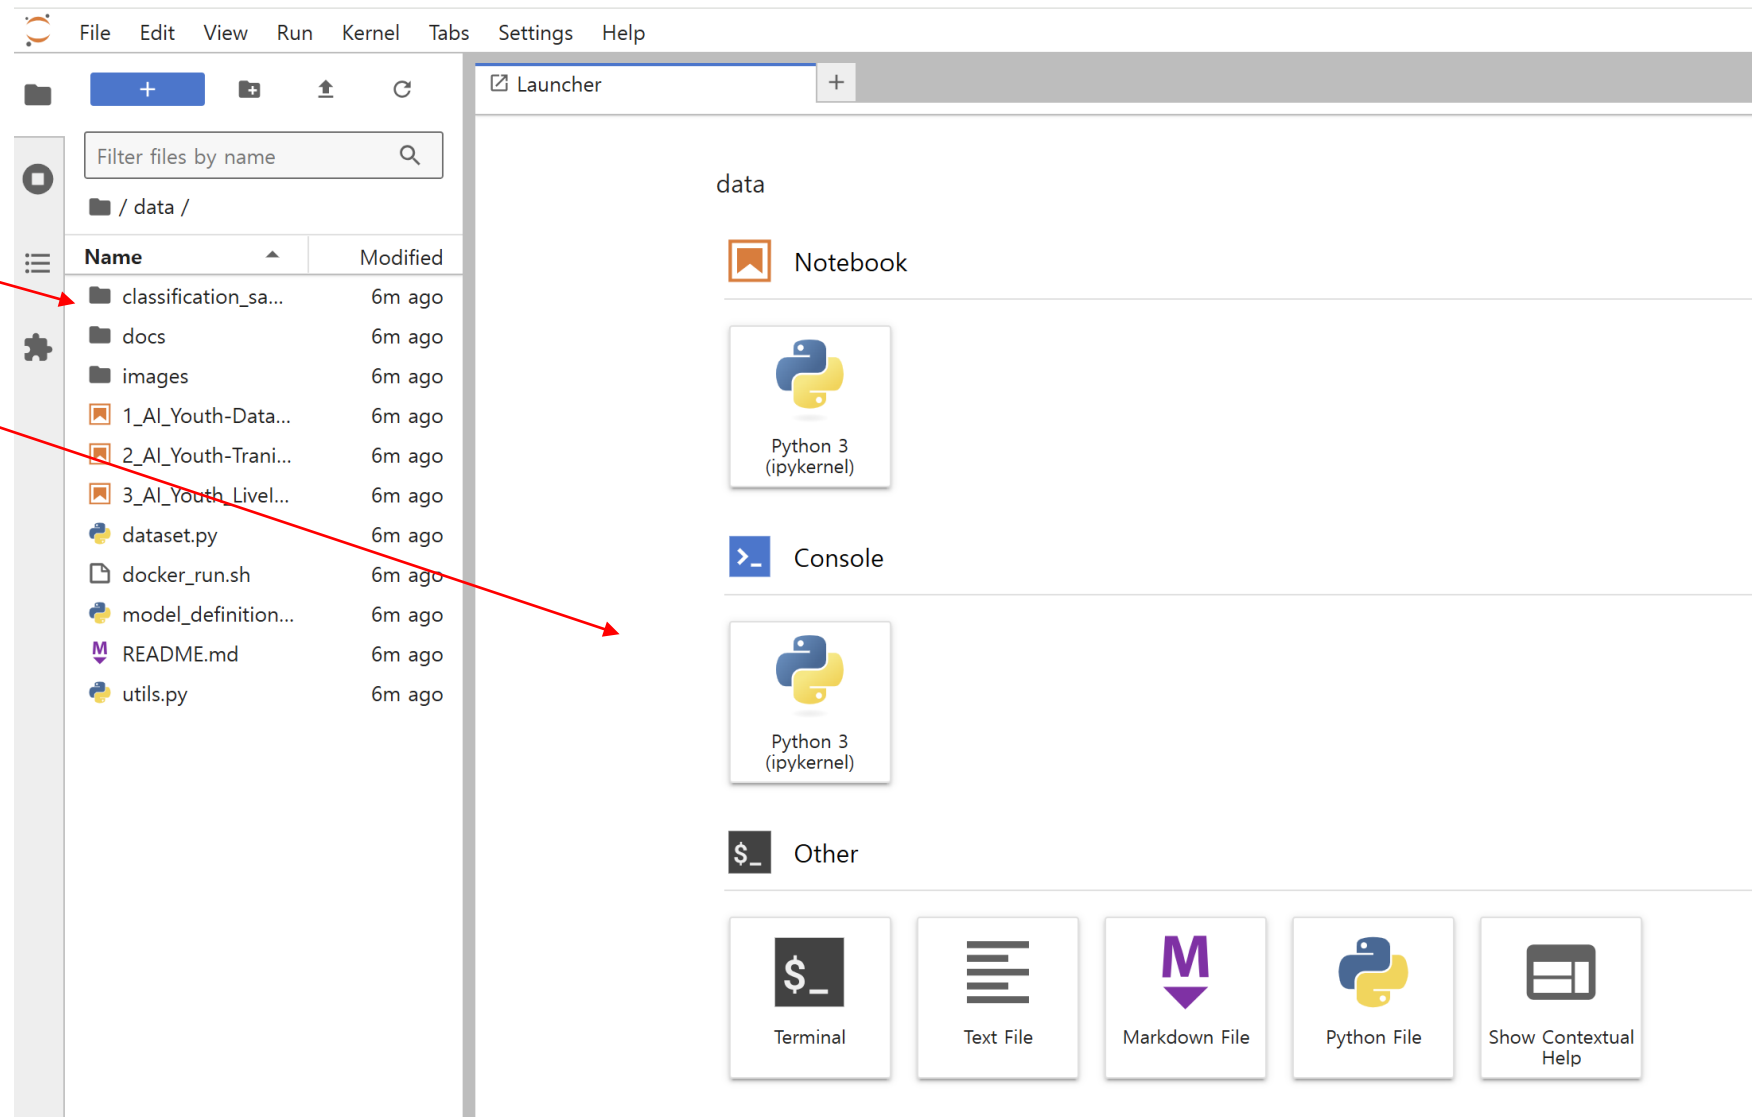 File Edit View Run Kernel Tabs Settings Help
Launcher
Filter files by name
/ data /
Name Modified
classification_sa... 6m ago
docs 6m ago
images 6m ago
1_AI_Youth-Data... 6m ago
2_AI_Youth-Trani... 6m ago
3_AI_Youth_Livel... 6m ago
dataset.py 6m ago
docker_run.sh 6m ago
model_definition... 6m ago
README.md 6m ago
utils.py 6m ago
data
Notebook
Python 3
(ipykernel)
Console
Python 3
(ipykernel)
$_ Other
$_
Terminal
Text File
M
Markdown File
Python File
Show Contextual
Help